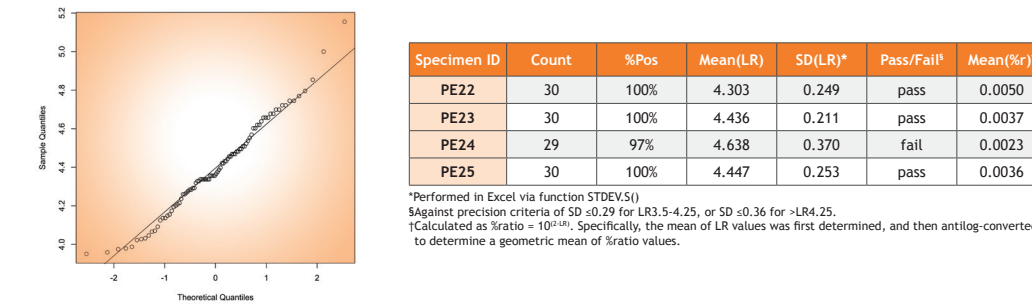 5.2
5.0
4.8
4.6
4.4
4.2
4.0
Sample Quantiles
-2 -1 0 1 2
Theoretical Quantiles
Specimen ID Count %Pos Mean(LR) SD(LR)* Pass/Fail§ Mean(%r)
PE22 30 100% 4.303 0.249 pass 0.0050
PE23 30 100% 4.436 0.211 pass 0.0037
PE24 29 97% 4.638 0.370 fail 0.0023
PE25 30 100% 4.447 0.253 pass 0.0036
*Performed in Excel via function STDEV.S()
§Against precision criteria of SD ≤0.29 for LR3.5-4.25, or SD ≤0.36 for >LR4.25.
†Calculated as %ratio = 10(2-LR). Specifically, the mean of LR values was first determined, and then antilog-converted
to determine a geometric mean of %ratio values.